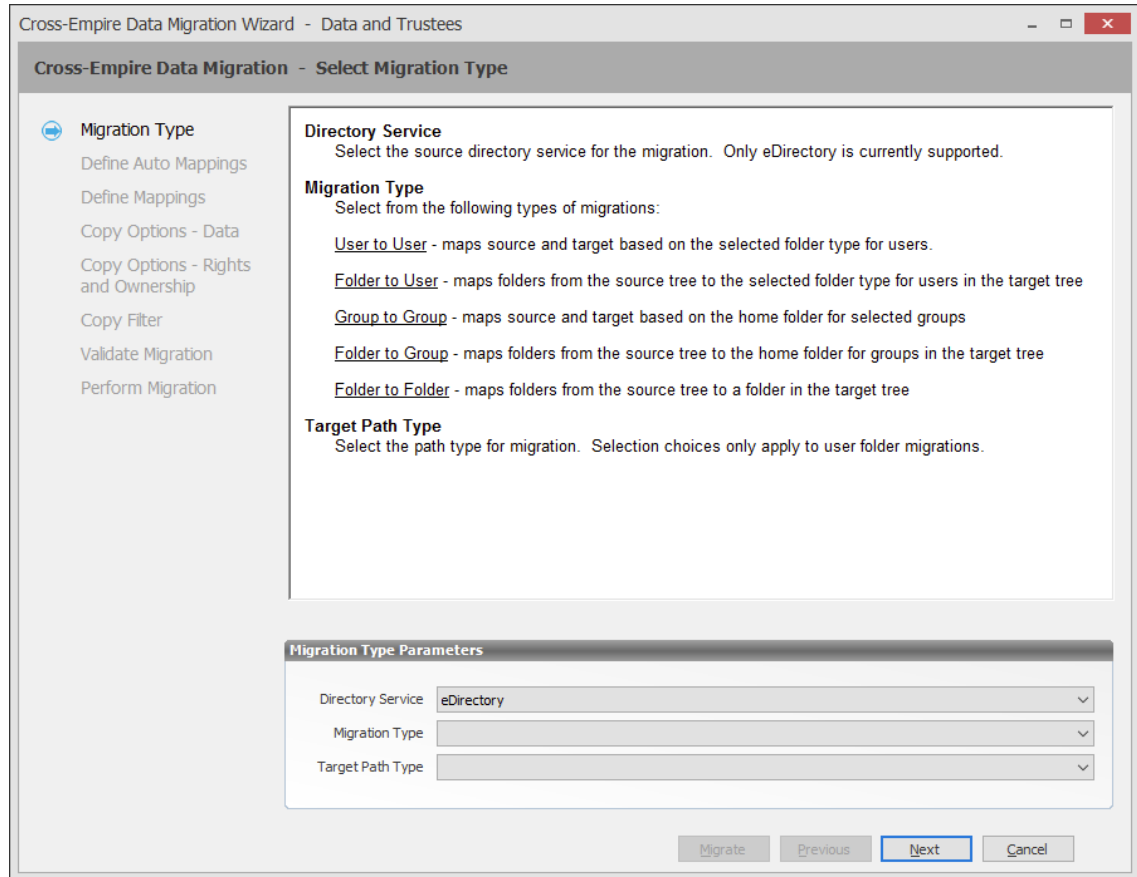 Cross-Empire Data Migration Wizard - Data and Trustees
Cross-Empire Data Migration - Select Migration Type
Migration Type
Define Auto Mappings
Define Mappings
Copy Options - Data
Copy Options - Rights
and Ownership
Copy Filter
Validate Migration
Perform Migration
Directory Service
Select the source directory service for the migration. Only eDirectory is currently supported.
Migration Type
Select from the following types of migrations:
User to User - maps source and target based on the selected folder type for users.
Folder to User - maps folders from the source tree to the selected folder type for users in the target tree
Group to Group - maps source and target based on the home folder for selected groups
Folder to Group - maps folders from the source tree to the home folder for groups in the target tree
Folder to Folder - maps folders from the source tree to a folder in the target tree
Target Path Type
Select the path type for migration. Selection choices only apply to user folder migrations.
Migration Type Parameters
Directory Service eDirectory
Migration Type
Target Path Type
Migrate Previous Next Cancel